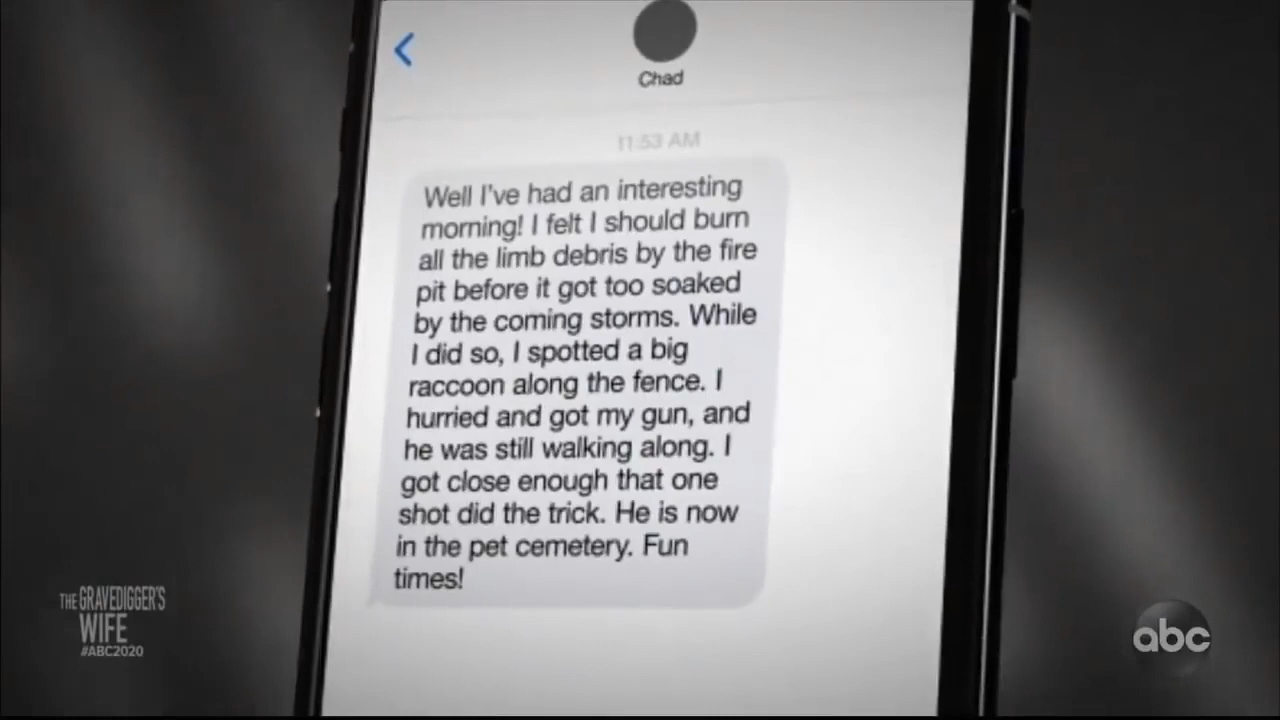 Chad
11:53 AM
Well I've had an interesting
morning! I felt I should burn
all the limb debris by the fire
pit before it got too soaked
by the coming storms. While
I did so, I spotted a big
raccoon along the fence. I
hurried and got my gun, and
he was still walking along. I
got close enough that one
shot did the trick. He is now
in the pet cemetery. Fun
times!
THE GRAVEDIGGER'S
WIFE
#ABC2020
abc